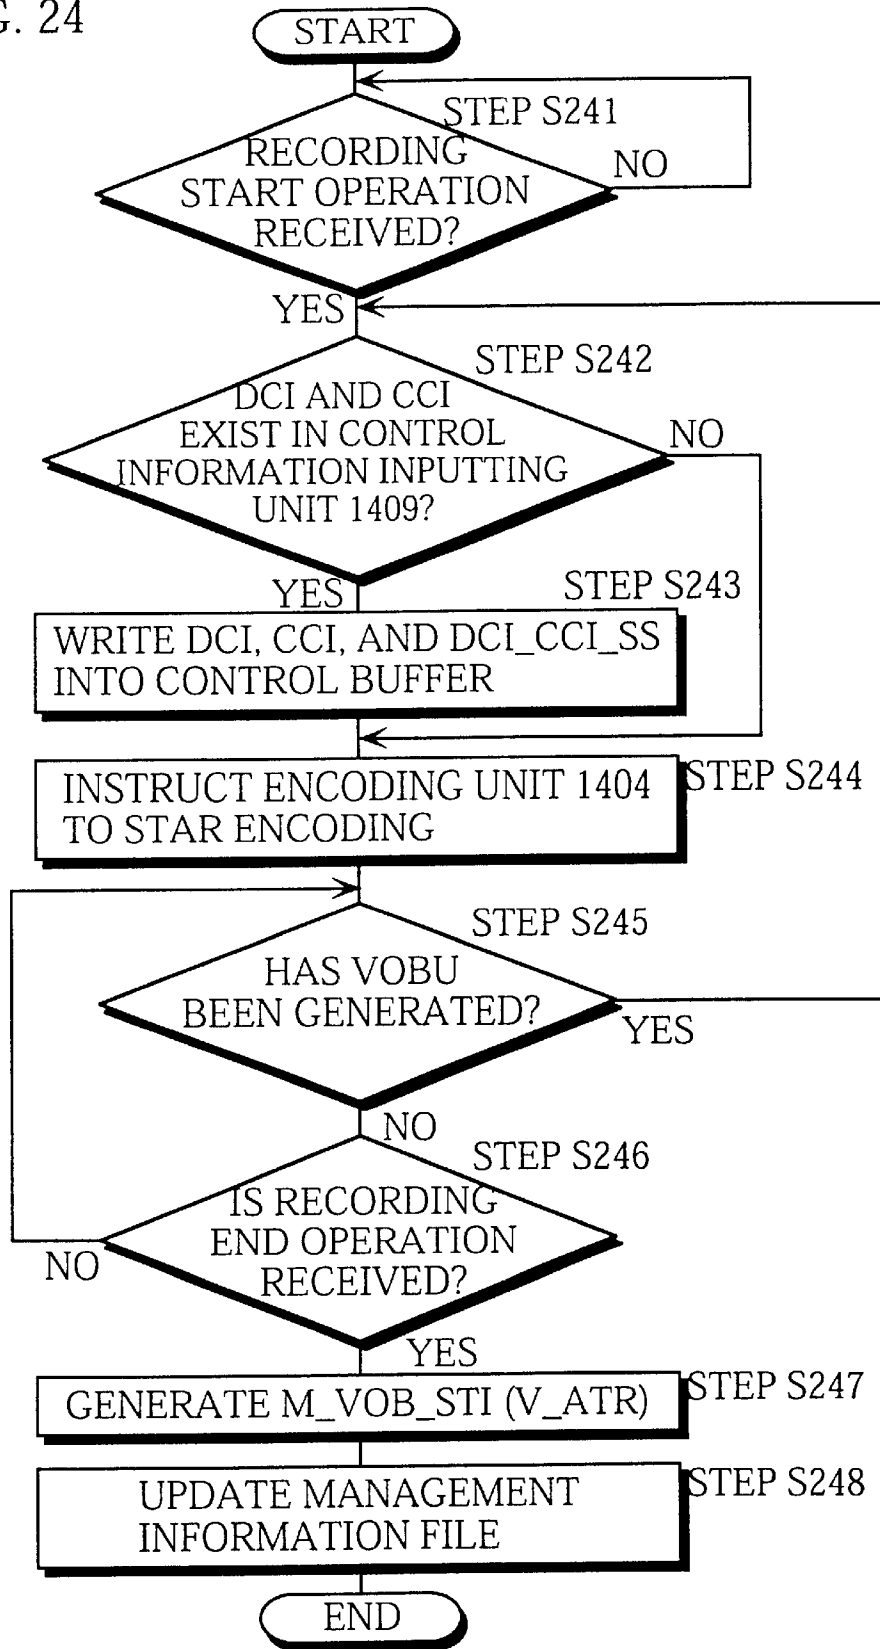 G. 24
START
STEP S241
RECORDING
START OPERATION
RECEIVED?
NO
YES
STEP S242
DCI AND CCI
EXIST IN CONTROL
INFORMATION INPUTTING
UNIT 1409?
NO
YES
STEP S243
WRITE DCI, CCI, AND DCI_CCI_SS
INTO CONTROL BUFFER
INSTRUCT ENCODING UNIT 1404
TO STAR ENCODING
STEP S244
STEP S245
HAS VOBU
BEEN GENERATED?
YES
NO
STEP S246
IS RECORDING
END OPERATION
RECEIVED?
NO
YES
GENERATE M_VOB_STI (V_ATR)
STEP S247
UPDATE MANAGEMENT
INFORMATION FILE
STEP S248
END